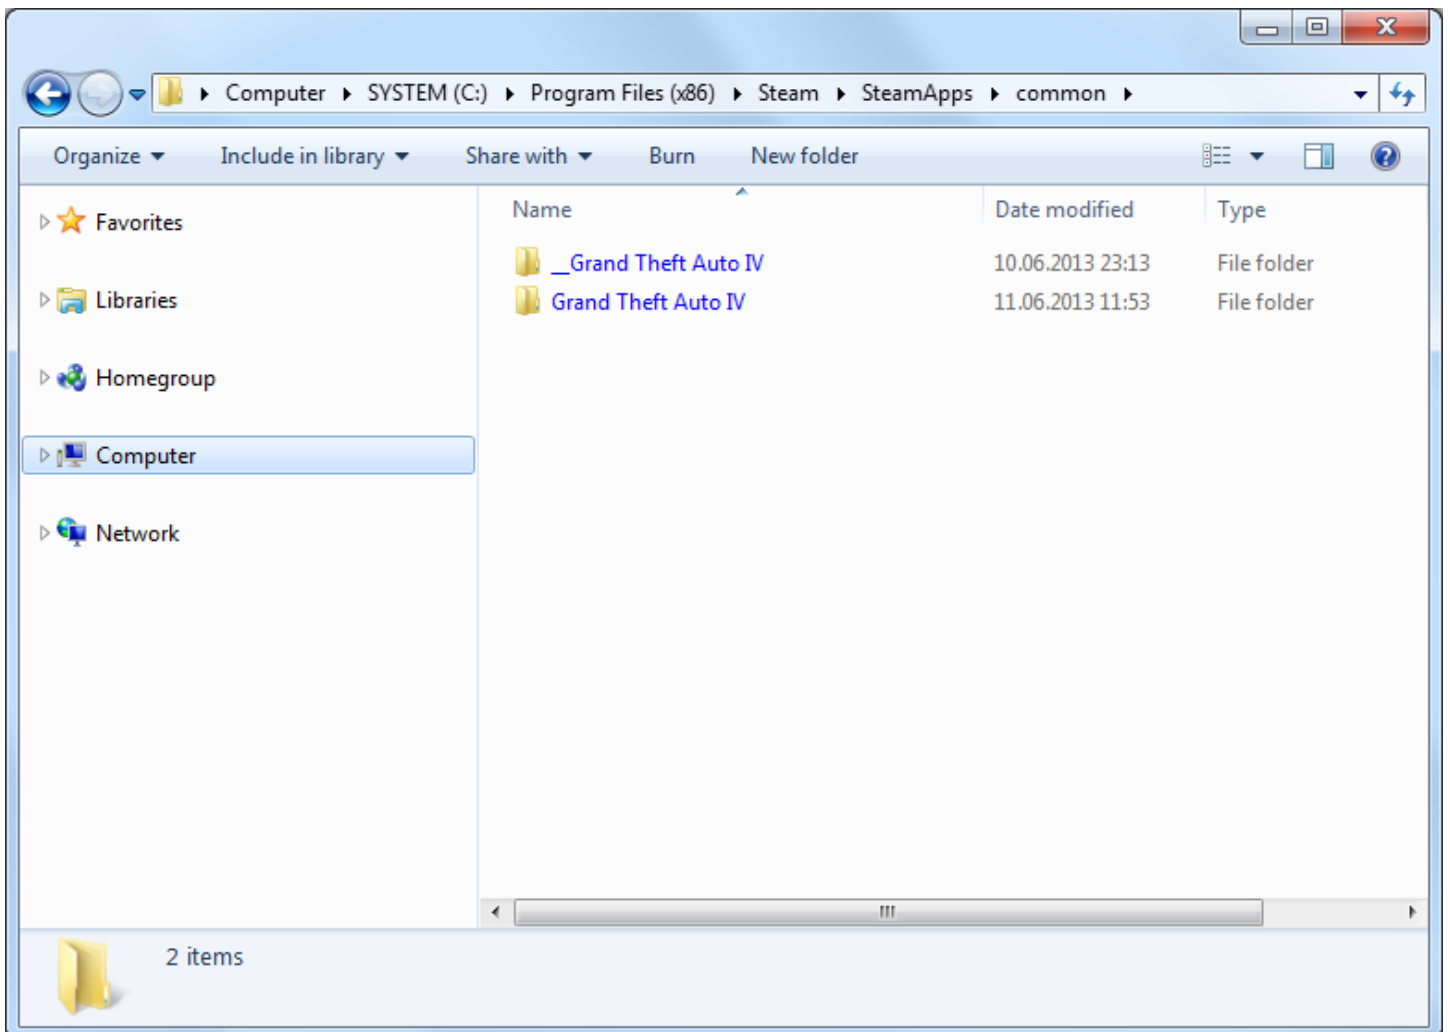 Computer SYSTEM (C:) Program Files (x86) Steam SteamApps common
Organize Include in library Share with Burn New folder
Favorites
Libraries
Homegroup
Computer
Network
Name Date modified Type
__Grand Theft Auto IV 10.06.2013 23:13 File folder
Grand Theft Auto IV 11.06.2013 11:53 File folder
2 items